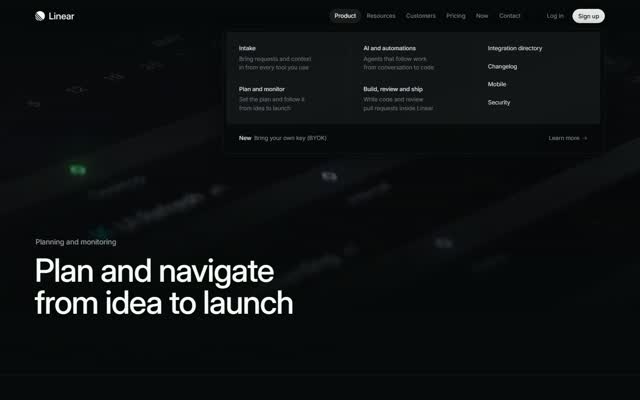 Linear
Product
Resources
Customers
Pricing
Now
Contact
Log in
Sign up
Intake
Bring requests and context
in from every tool you use
Plan and monitor
Set the plan and follow it
from idea to launch
AI and automations
Agents that follow work
from conversation to code
Build, review and ship
Write code and review
pull requests inside Linear
Integration directory
Changelog
Mobile
Security
New Bring your own key (BYOK)
Learn more →
Planning and monitoring
Plan and navigate
from idea to launch